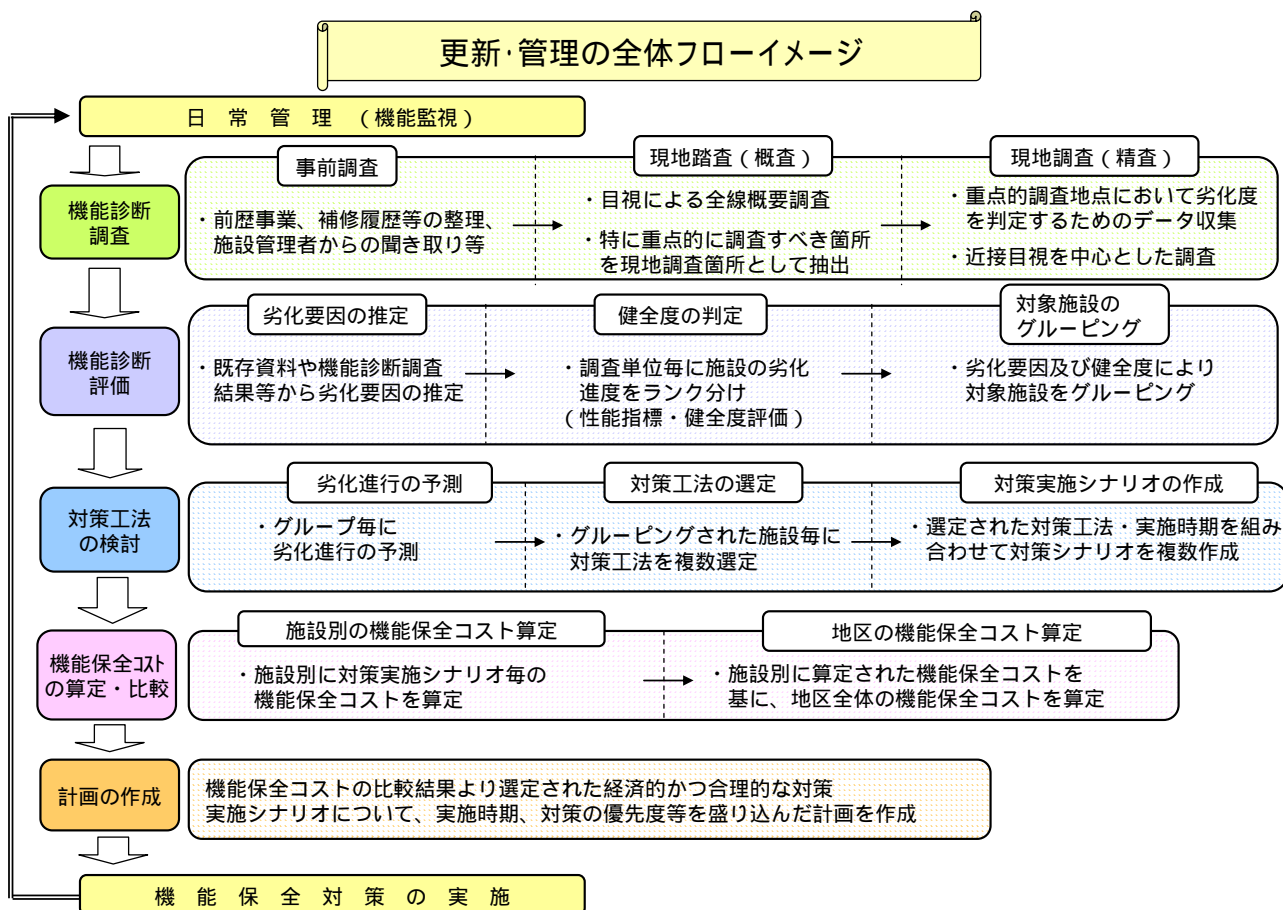 更新・管理の全体フローイメージ
日常管理（機能監視）
機能診断
調査
事前調査
・前歴事業、補修履歴等の整理、
施設管理者からの聞き取り等
現地踏査（概査）
・目視による全線概要調査
・特に重点的に調査すべき箇所
を現地調査箇所として抽出
現地調査（精査）
・重点的調査地点において劣化度
を判定するためのデータ収集
・近接目視を中心とした調査
機能診断
評価
劣化要因の推定
・既存資料や機能診断調査
結果等から劣化要因の推定
健全度の判定
・調査単位毎に施設の劣化
進度をランク分け
（性能指標・健全度評価）
対象施設の
グルーピング
・劣化要因及び健全度により
対象施設をグルーピング
対策工法
の検討
劣化進行の予測
・グループ毎に
劣化進行の予測
対策工法の選定
・グルーピングされた施設毎に
対策工法を複数選定
対策実施シナリオの作成
・選定された対策工法・実施時期を組み
合わせて対策シナリオを複数作成
機能保全コスト
の算定・比較
施設別の機能保全コスト算定
・施設別に対策実施シナリオ毎の
機能保全コストを算定
地区の機能保全コスト算定
・施設別に算定された機能保全コストを
基に、地区全体の機能保全コストを算定
計画の作成
機能保全コストの比較結果より選定された経済的かつ合理的な対策
実施シナリオについて、実施時期、対策の優先度等を盛り込んだ計画を作成
機能保全対策の実施